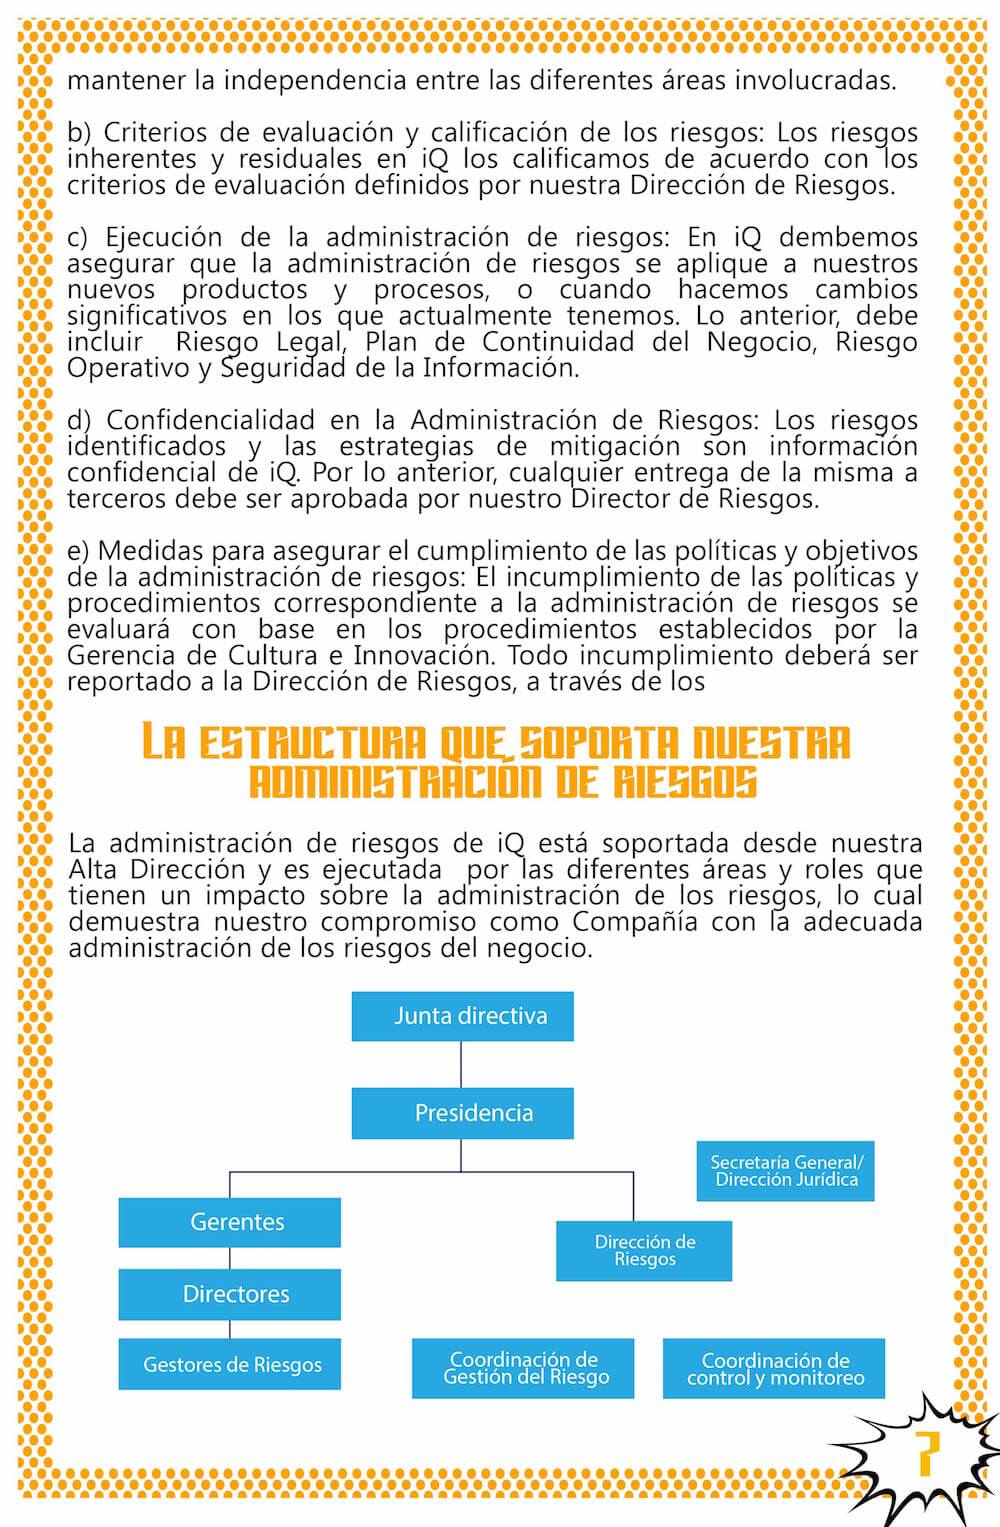 mantener la independencia entre las diferentes áreas involucradas.
b) Criterios de evaluación y calificación de los riesgos: Los riesgos
inherentes y residuales en iQ los calificamos de acuerdo con los
criterios de evaluación definidos por nuestra Dirección de Riesgos.
c) Ejecución de la administración de riesgos: En iQ dembemos
asegurar que la administración de riesgos se aplique a nuestros
nuevos productos y procesos, o cuando hacemos cambios
significativos en los que actualmente tenemos. Lo anterior, debe
incluir Riesgo Legal, Plan de Continuidad del Negocio, Riesgo
Operativo y Seguridad de la Información.
d) Confidencialidad en la Administración de Riesgos: Los riesgos
identificados y las estrategias de mitigación son información
confidencial de iQ. Por lo anterior, cualquier entrega de la misma a
terceros debe ser aprobada por nuestro Director de Riesgos.
e) Medidas para asegurar el cumplimiento de las políticas y objetivos
de la administración de riesgos: El incumplimiento de las políticas y
procedimientos correspondiente a la administración de riesgos se
evaluará con base en los procedimientos establecidos por la
Gerencia de Cultura e Innovación. Todo incumplimiento deberá ser
reportado a la Dirección de Riesgos, a través de los
La estructura que soporta nuestra
administración de riesgos
La administración de riesgos de iQ está soportada desde nuestra
Alta Dirección y es ejecutada por las diferentes áreas y roles que
tienen un impacto sobre la administración de los riesgos, lo cual
demuestra nuestro compromiso como Compañía con la adecuada
administración de los riesgos del negocio.
Junta directiva
Presidencia
Secretaría General/
Dirección Jurídica
Gerentes
Dirección de
Riesgos
Directores
Gestores de Riesgos
Coordinación de
Gestión del Riesgo
Coordinación de
control y monitoreo
7